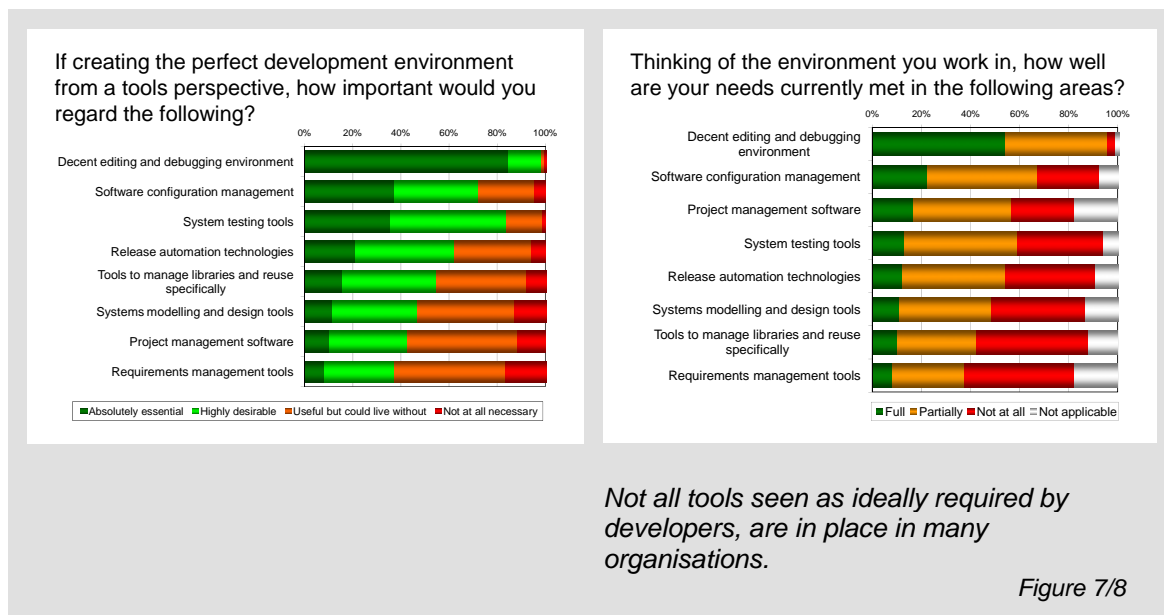 If creating the perfect development environment
from a tools perspective, how important would you
regard the following?
0% 20% 40% 60% 80% 100%
Decent editing and debugging environment
Software configuration management
System testing tools
Release automation technologies
Tools to manage libraries and reuse
specifically
Systems modelling and design tools
Project management software
Requirements management tools
Absolutely essential Highly desirable Useful but could live without Not at all necessary
Thinking of the environment you work in, how well
are your needs currently met in the following areas?
0% 20% 40% 60% 80% 100%
Decent editing and debugging
environment
Software configuration management
Project management software
System testing tools
Release automation technologies
Systems modelling and design tools
Tools to manage libraries and reuse
specifically
Requirements management tools
Full Partially Not at all Not applicable
Not all tools seen as ideally required by
developers, are in place in many
organisations.
Figure 7/8